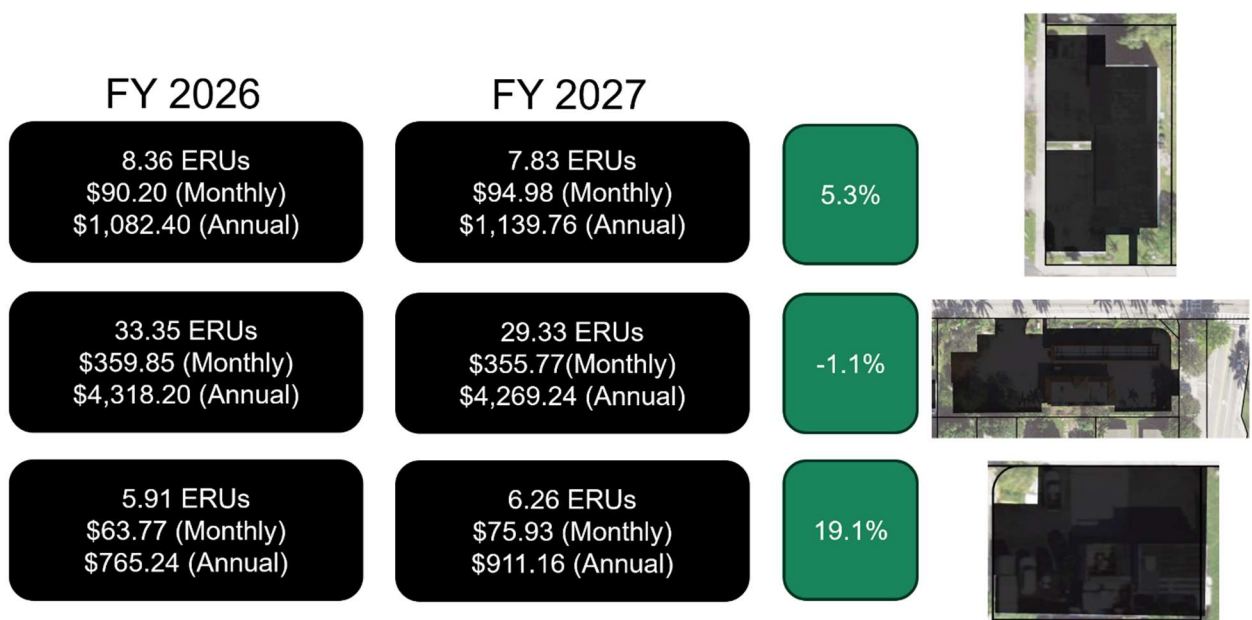 FY 2026
FY 2027
8.36 ERUs
$90.20 (Monthly)
$1,082.40 (Annual)
7.83 ERUs
$94.98 (Monthly)
$1,139.76 (Annual)
5.3%
33.35 ERUs
$359.85 (Monthly)
$4,318.20 (Annual)
29.33 ERUs
$355.77(Monthly)
$4,269.24 (Annual)
-1.1%
5.91 ERUs
$63.77 (Monthly)
$765.24 (Annual)
6.26 ERUs
$75.93 (Monthly)
$911.16 (Annual)
19.1%